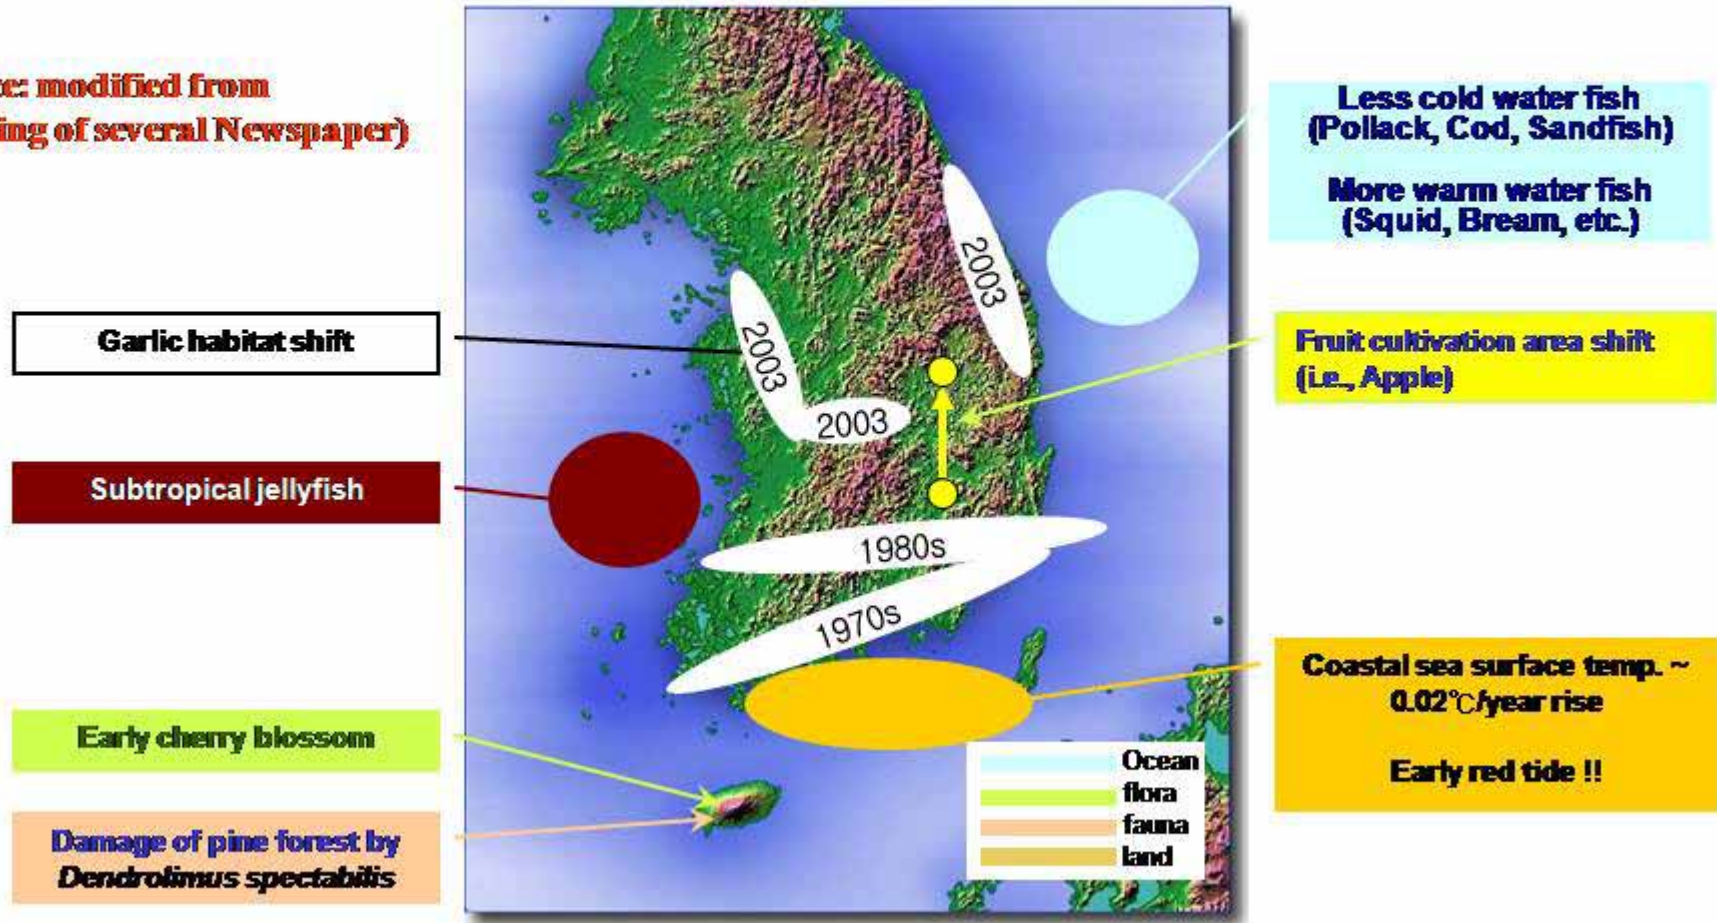 modified from
of several Newspaper)
Garlic habitat shift
Subtropical jellyfish
Early cherry blossom
Damage of pine forest by
Dendrolimus spectabilis
2003
2003
2003
1980s
1970s
Ocean
flora
fauna
land
Less cold water fish
(Pollack, Cod, Sandfish)
More warm water fish
(Squid, Bream, etc.)
Fruit cultivation area shift
(i.e., Apple)
Coastal sea surface temp. ~
0.02℃/year rise
Early red tide !!